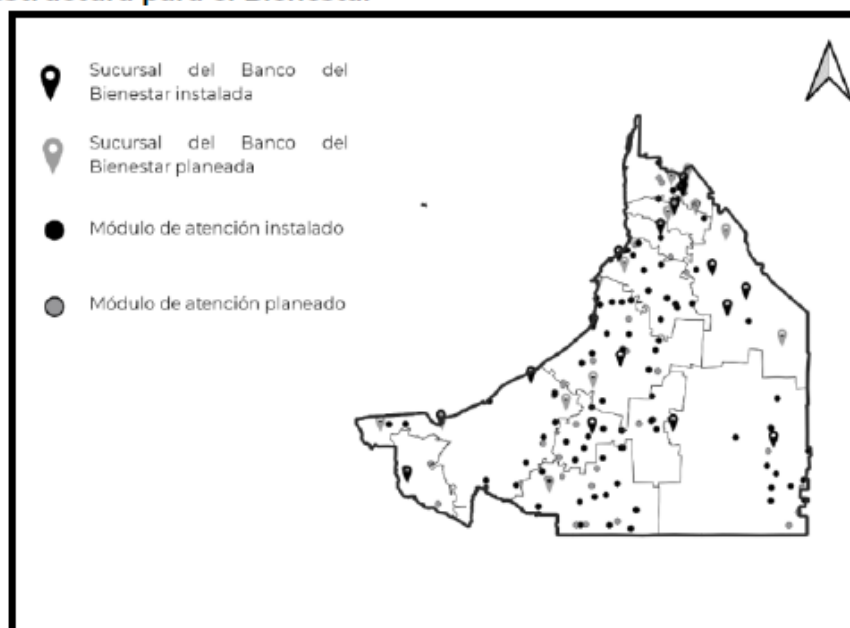 Sucursal del Banco del
Bienestar instalada
Sucursal del Banco del
Bienestar planeada
Módulo de atención instalado
Módulo de atención planeado